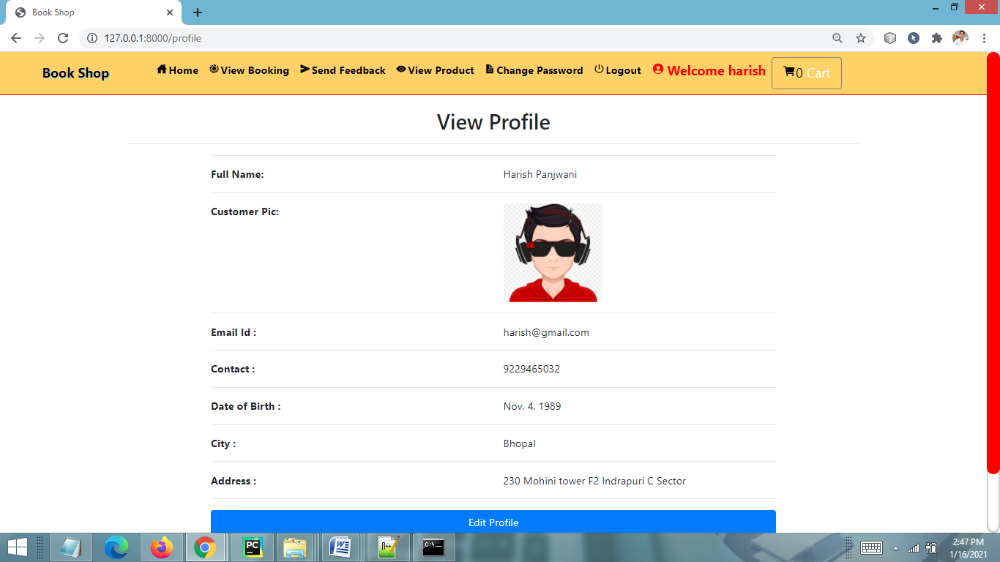 Book Shop
127.0.0.1:8000/profile
Book Shop Home View Booking Send Feedback View Product Change Password Logout Welcome harish 0 Cart
View Profile
Full Name: Harish Panjwani
Customer Pic:
Email Id : harish@gmail.com
Contact : 9229465032
Date of Birth : Nov. 4, 1989
City : Bhopal
Address : 230 Mohini tower F2 Indrapuri C Sector
Edit Profile
2:47 PM
1/16/2021